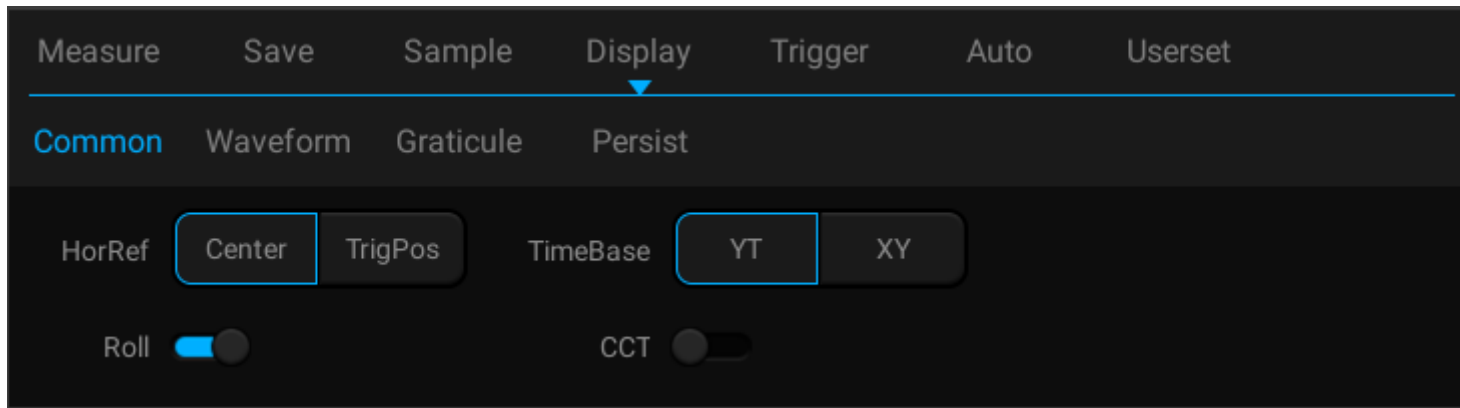 Measure Save Sample Display Trigger Auto Userset
Common Waveform Graticule Persist
HorRef Center TrigPos TimeBase YT XY
Roll CCT